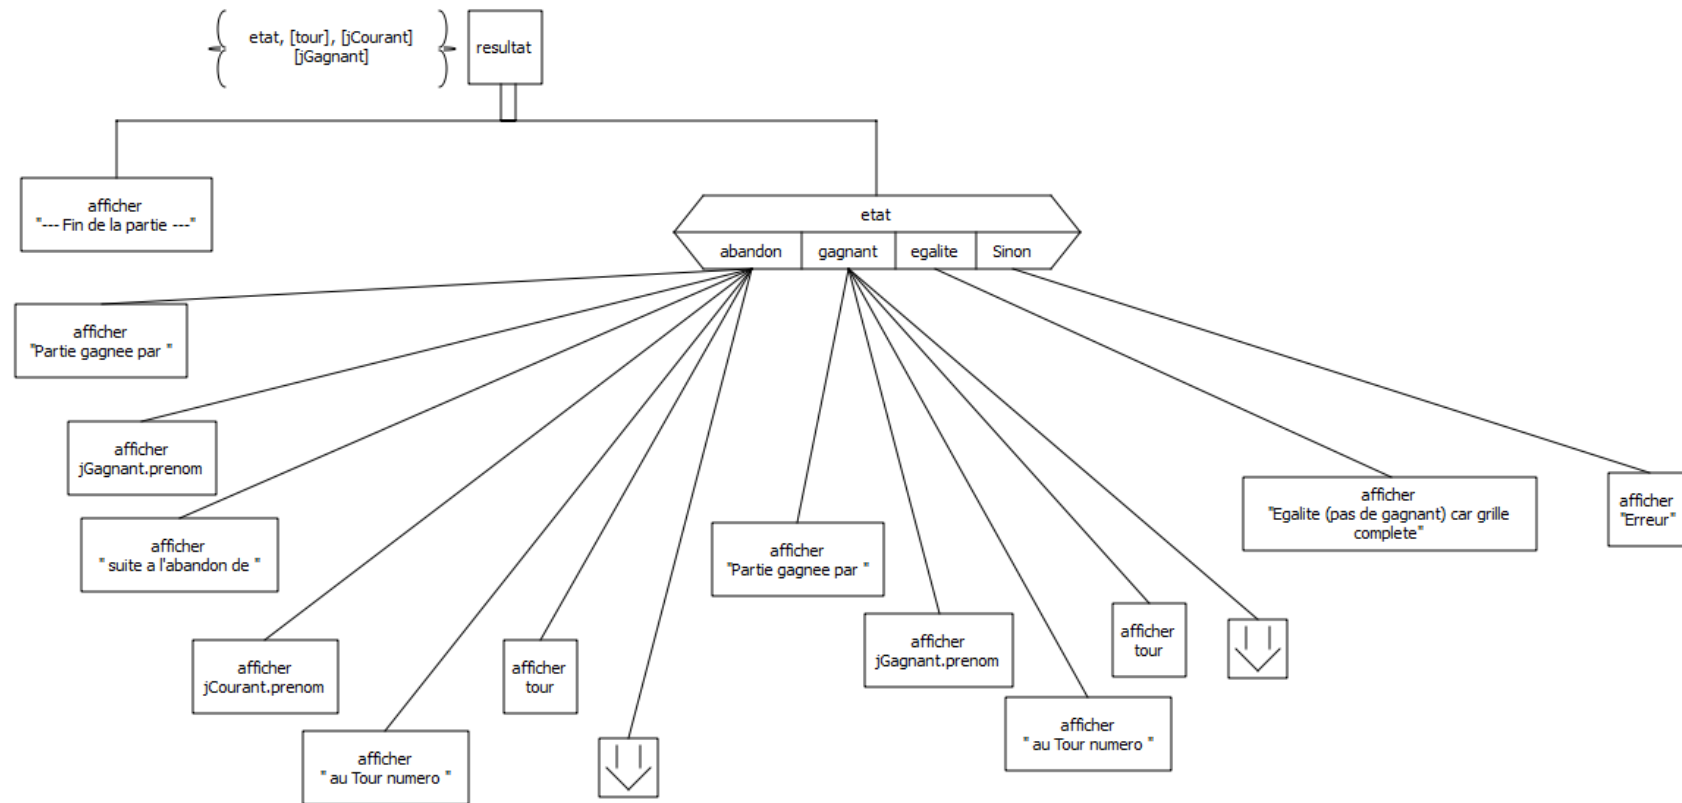 etat, [tour], [jCourant]
[jGagnant]
resultat
afficher
"--- Fin de la partie ---"
etat
abandon
gagnant
egalite
Sinon
afficher
"Partie gagnee par "
afficher
jGagnant.prenom
afficher
" suite a l'abandon de "
afficher
jCourant.prenom
afficher
" au Tour numero "
afficher
tour
afficher
"Partie gagnee par "
afficher
jGagnant.prenom
afficher
" au Tour numero "
afficher
tour
afficher
"Egalite (pas de gagnant) car grille
complete"
afficher
"Erreur"